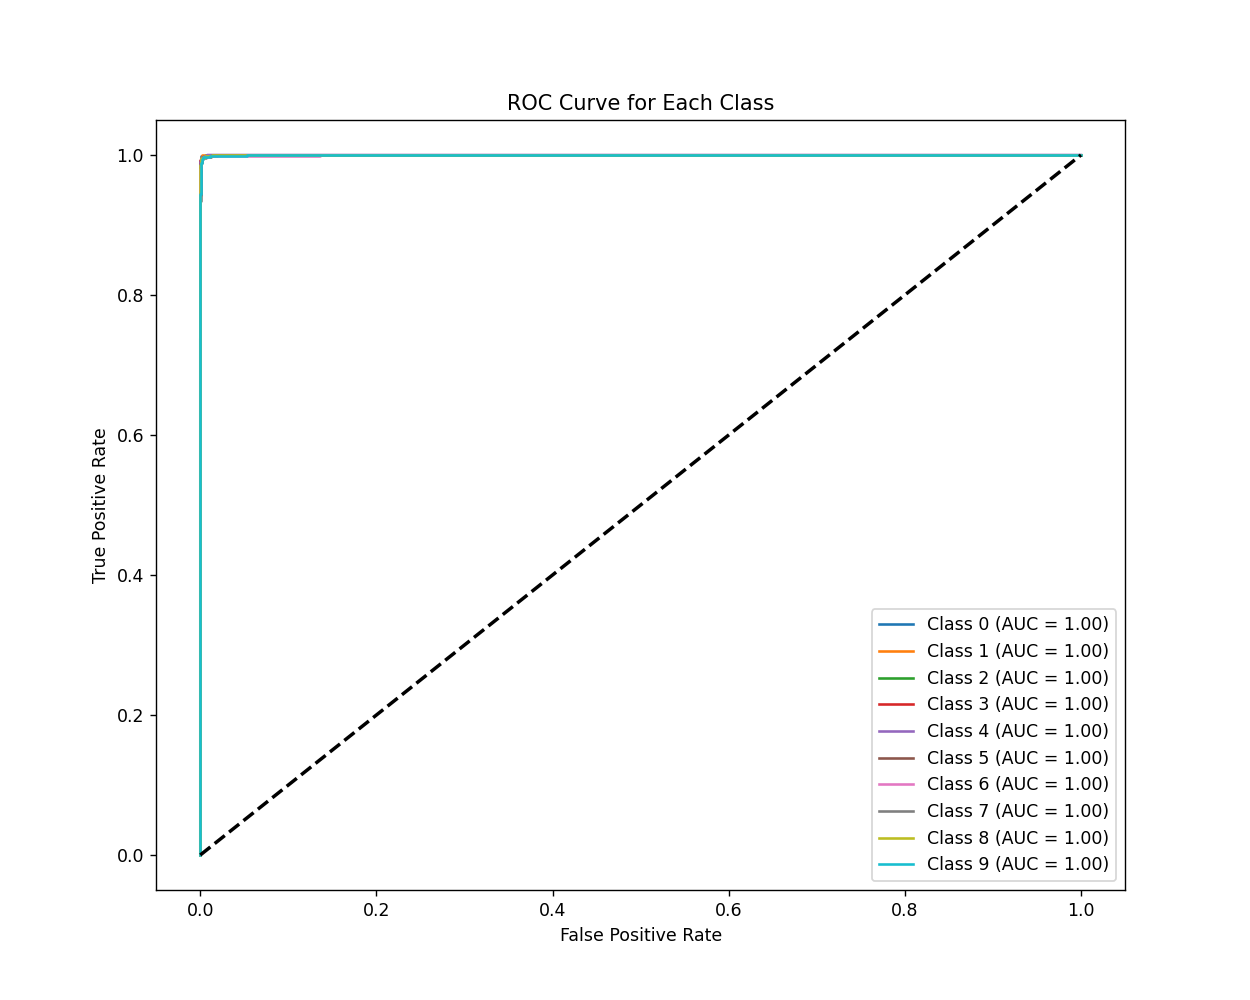 ROC Curve for Each Class
1.0
0.8
0.6
0.4
0.2
0.0
True Positive Rate
0.0 0.2 0.4 0.6 0.8 1.0
False Positive Rate
Class 0 (AUC = 1.00)
Class 1 (AUC = 1.00)
Class 2 (AUC = 1.00)
Class 3 (AUC = 1.00)
Class 4 (AUC = 1.00)
Class 5 (AUC = 1.00)
Class 6 (AUC = 1.00)
Class 7 (AUC = 1.00)
Class 8 (AUC = 1.00)
Class 9 (AUC = 1.00)